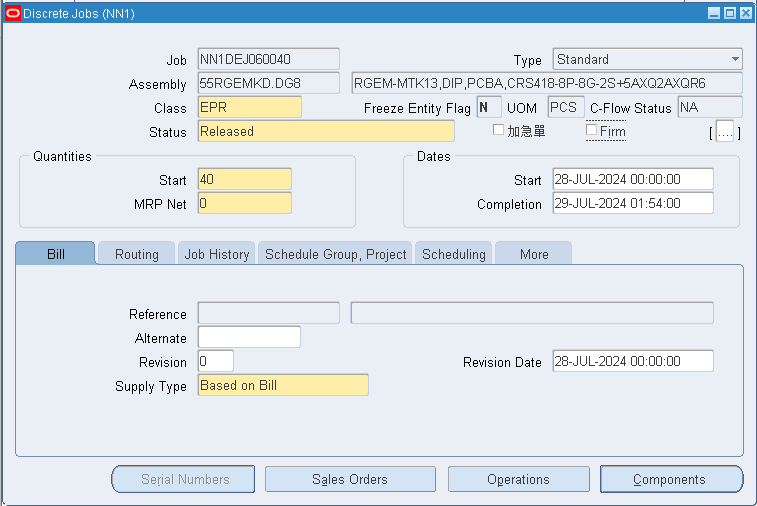 Discrete Jobs (NN1)
Job NN1DEJ060040 Type Standard
Assembly 55RGEMKD.DG8 RGEM-MTK13,DIP,PCBA,CRS418-8P-8G-2S+5AXQ2AXQR6
Class EPR Freeze Entity Flag N UOM PCS C-Flow Status NA
Status Released 加急單 Firm [ .... ]
Quantities Dates
Start 40 Start 28-JUL-2024 00:00:00
MRP Net 0 Completion 29-JUL-2024 01:54:00
Bill Routing Job History Schedule Group, Project Scheduling More
Reference
Alternate
Revision 0 Revision Date 28-JUL-2024 00:00:00
Supply Type Based on Bill
Serial Numbers Sales Orders Operations Components